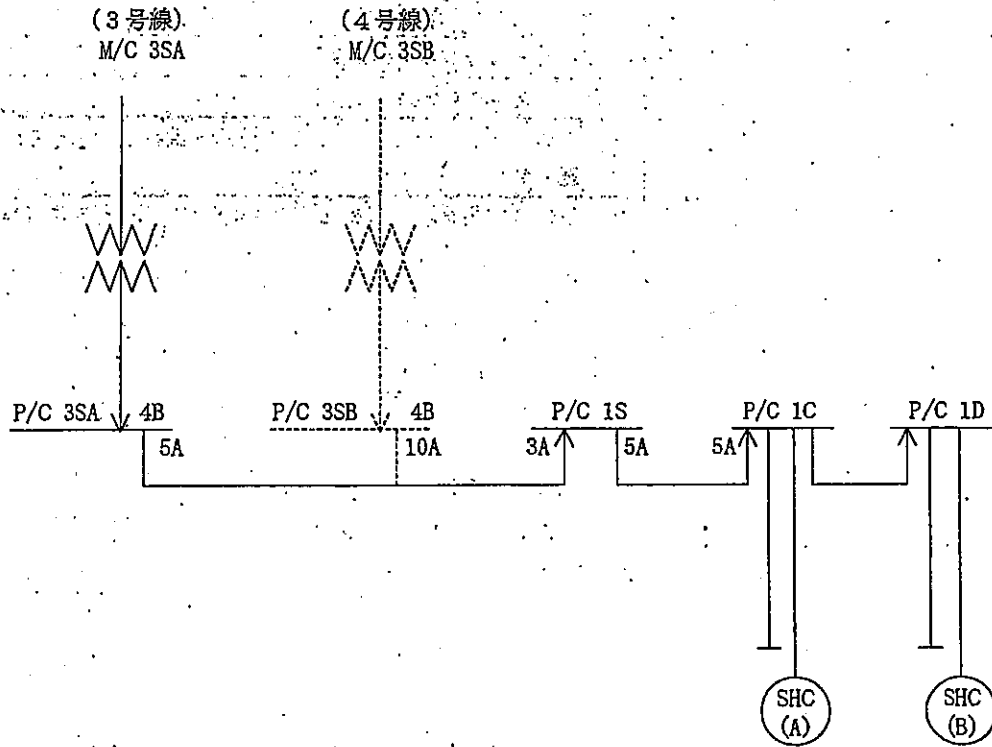 (3号線)
M/C 3SA
(4号線)
M/C 3SB
P/C 3SA 4B
5A
P/C 3SB 4B
10A
P/C 1S
3A 5A
P/C 1C
5A
P/C 1D
SHC
(A)
SHC
(B)